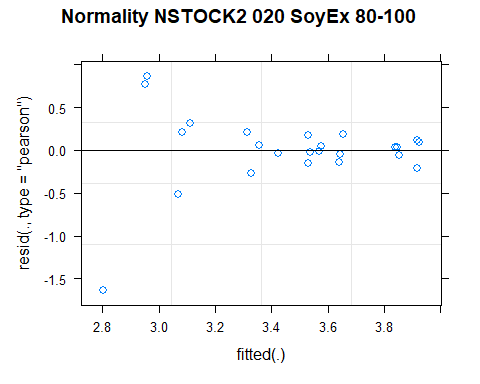 Normality NSTOCK2 020 SoyEx 80-100
resid(., type = "pearson")
0.5
0.0
-0.5
-1.0
-1.5
2.8 3.0 3.2 3.4 3.6 3.8
fitted(.)